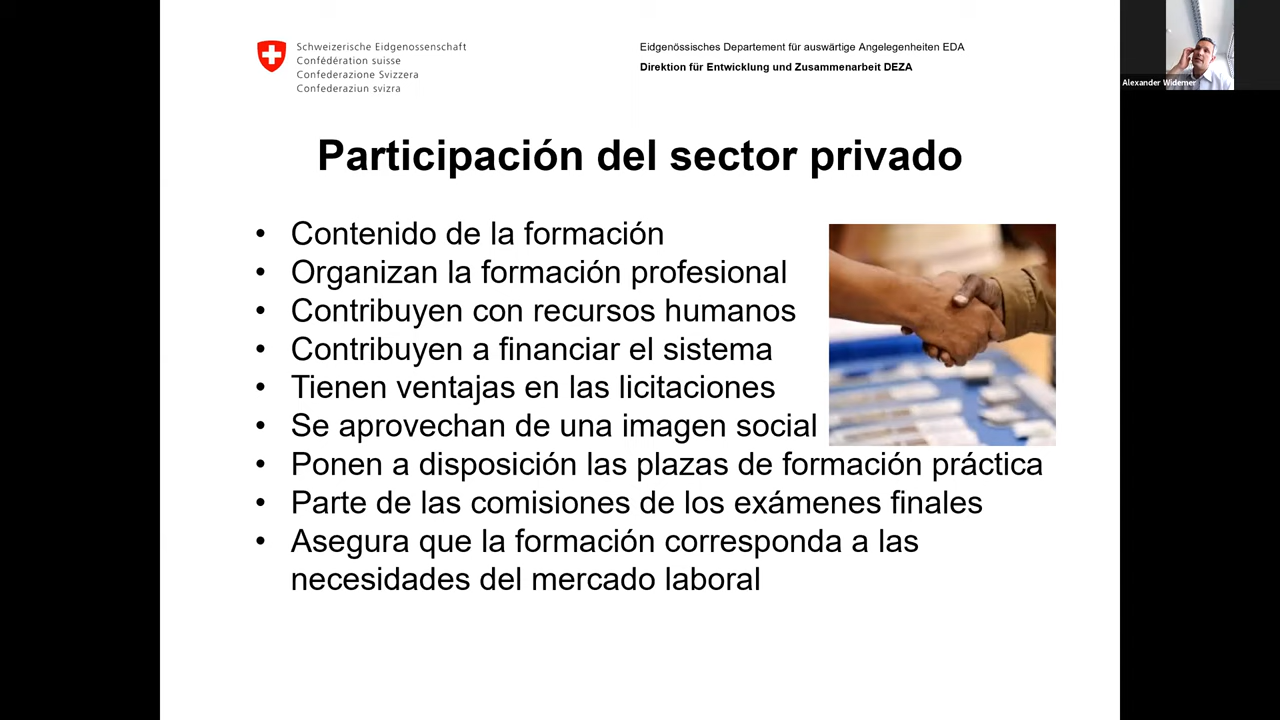 Schweizerische Eidgenossenschaft
Confédération suisse
Confederazione Svizzera
Confederaziun svizra
Eidgenössisches Departement für auswärtige Angelegenheiten EDA
Direktion für Entwicklung und Zusammenarbeit DEZA
Alexander Widemer
Participación del sector privado
• Contenido de la formación
• Organizan la formación profesional
• Contribuyen con recursos humanos
• Contribuyen a financiar el sistema
• Tienen ventajas en las licitaciones
• Se aprovechan de una imagen social
• Ponen a disposición las plazas de formación práctica
• Parte de las comisiones de los exámenes finales
• Asegura que la formación corresponda a las
necesidades del mercado laboral